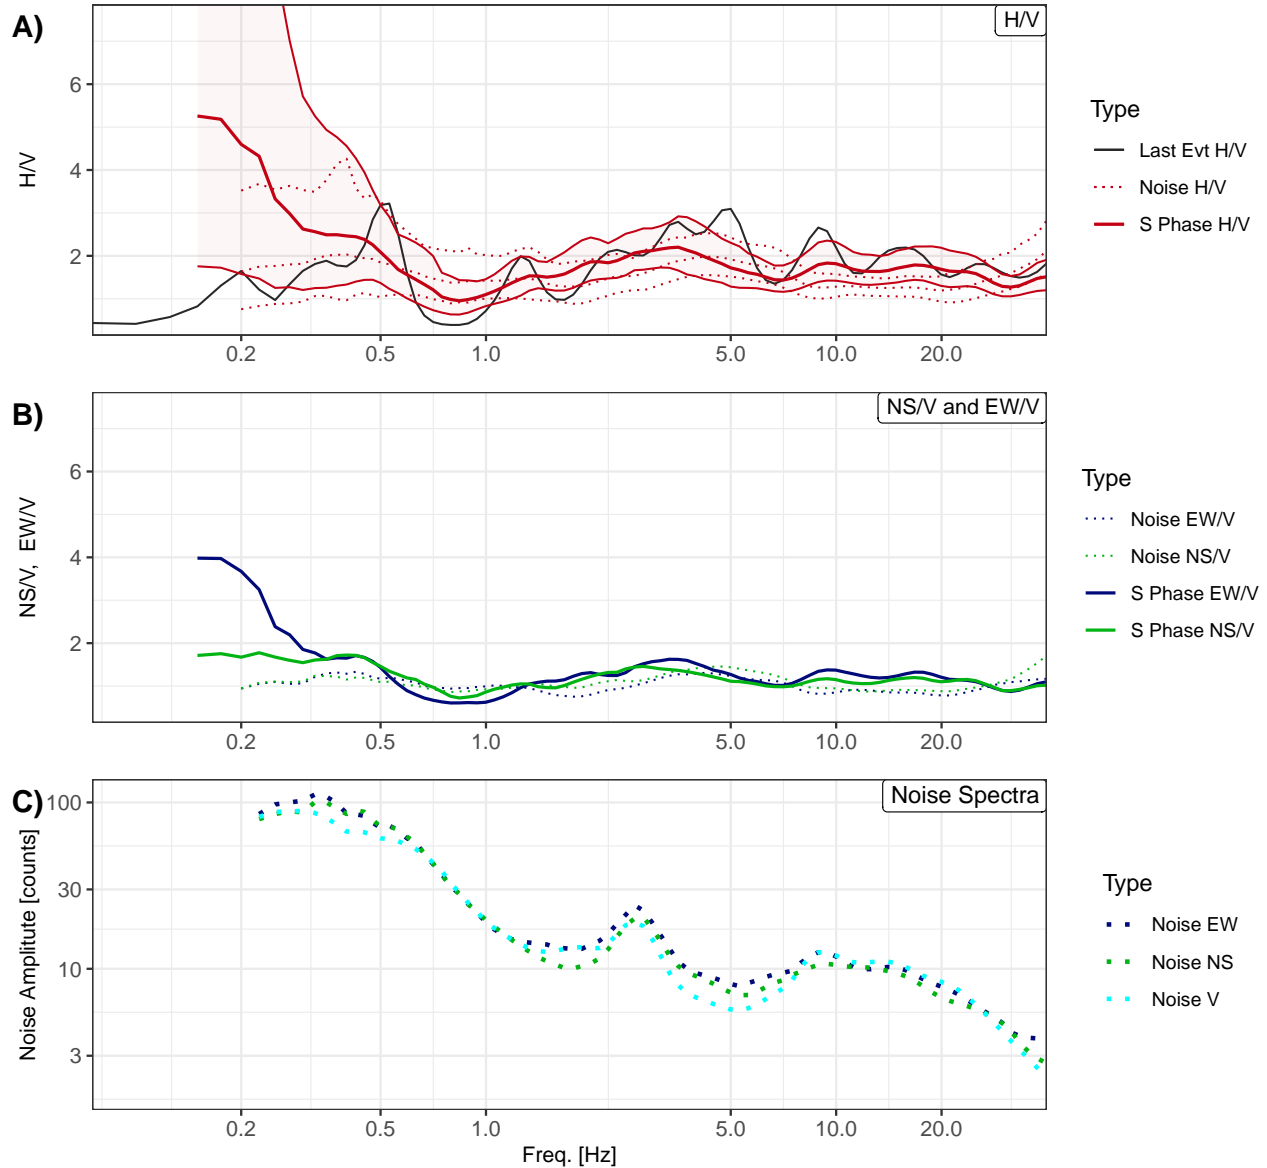 A)
H/V
6
4
2
H/V
0.2 0.5 1.0 5.0 10.0 20.0
Type
Last Evt H/V
Noise H/V
S Phase H/V
B)
NS/V and EW/V
6
4
2
NS/V,  EW/V
0.2 0.5 1.0 5.0 10.0 20.0
Type
Noise EW/V
Noise NS/V
S Phase EW/V
S Phase NS/V
C)
Noise Spectra
100
30
10
3
Noise Amplitute [counts]
0.2 0.5 1.0 5.0 10.0 20.0
Freq. [Hz]
Type
Noise EW
Noise NS
Noise V